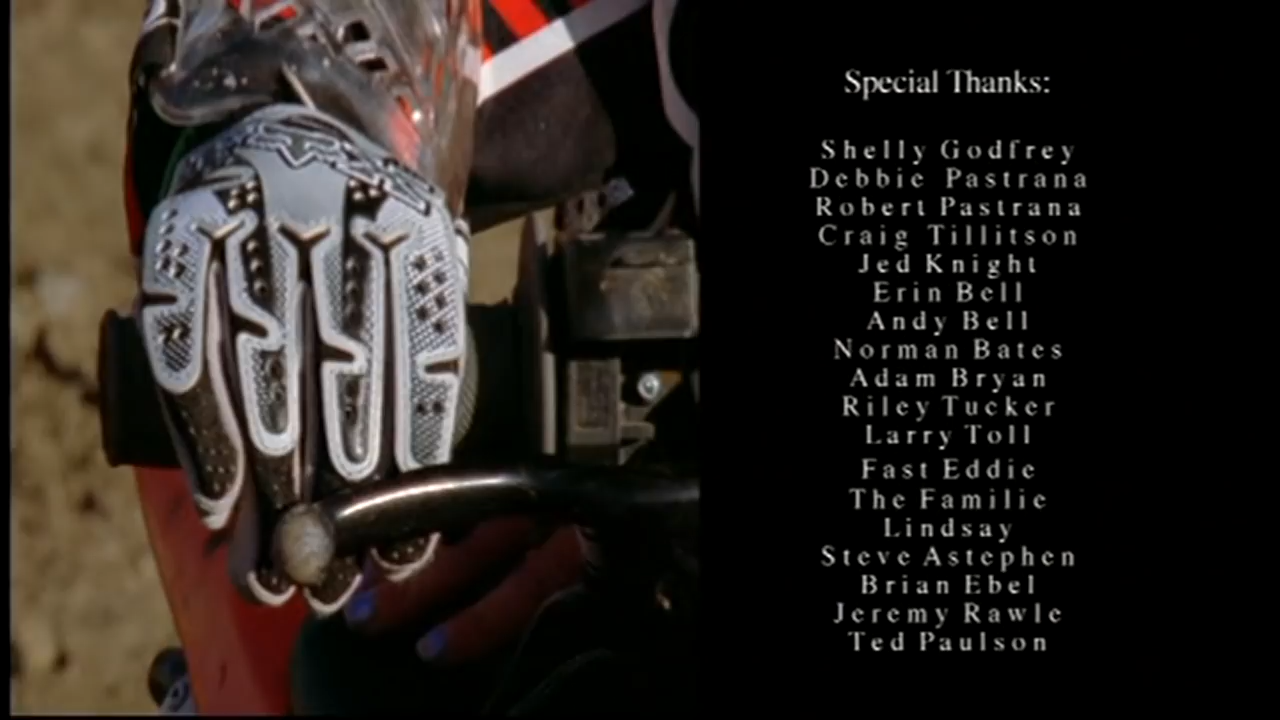 Special Thanks:
Shelly Godfrey
Debbie Pastrana
Robert Pastrana
Craig Tillitson
Jed Knight
Erin Bell
Andy Bell
Norman Bates
Adam Bryan
Riley Tucker
Larry Toll
Fast Eddie
The Familie
Lindsay
Steve Astephen
Brian Ebel
Jeremy Rawle
Ted Paulson